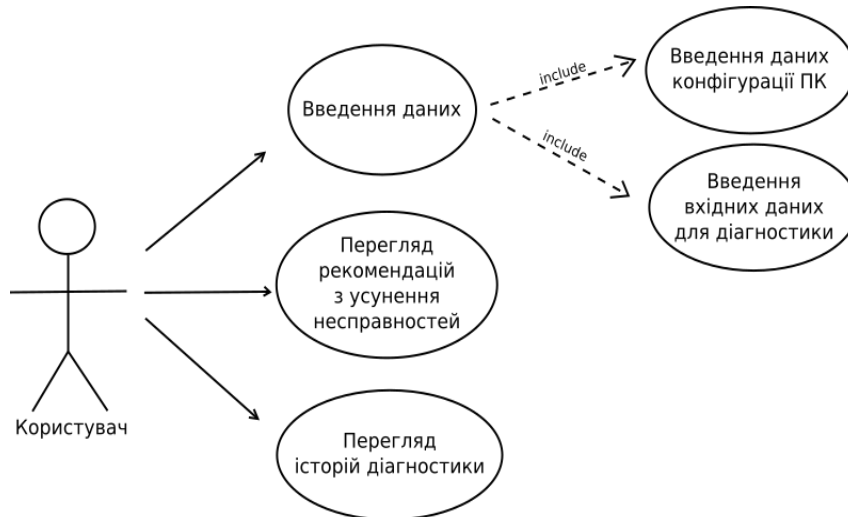 Введення даних
include
include
Введення даних
конфігурації ПК
Введення
вхідних даних
для діагностики
Перегляд
рекомендацій
з усунення
несправностей
Користувач
Перегляд
історій діагностики